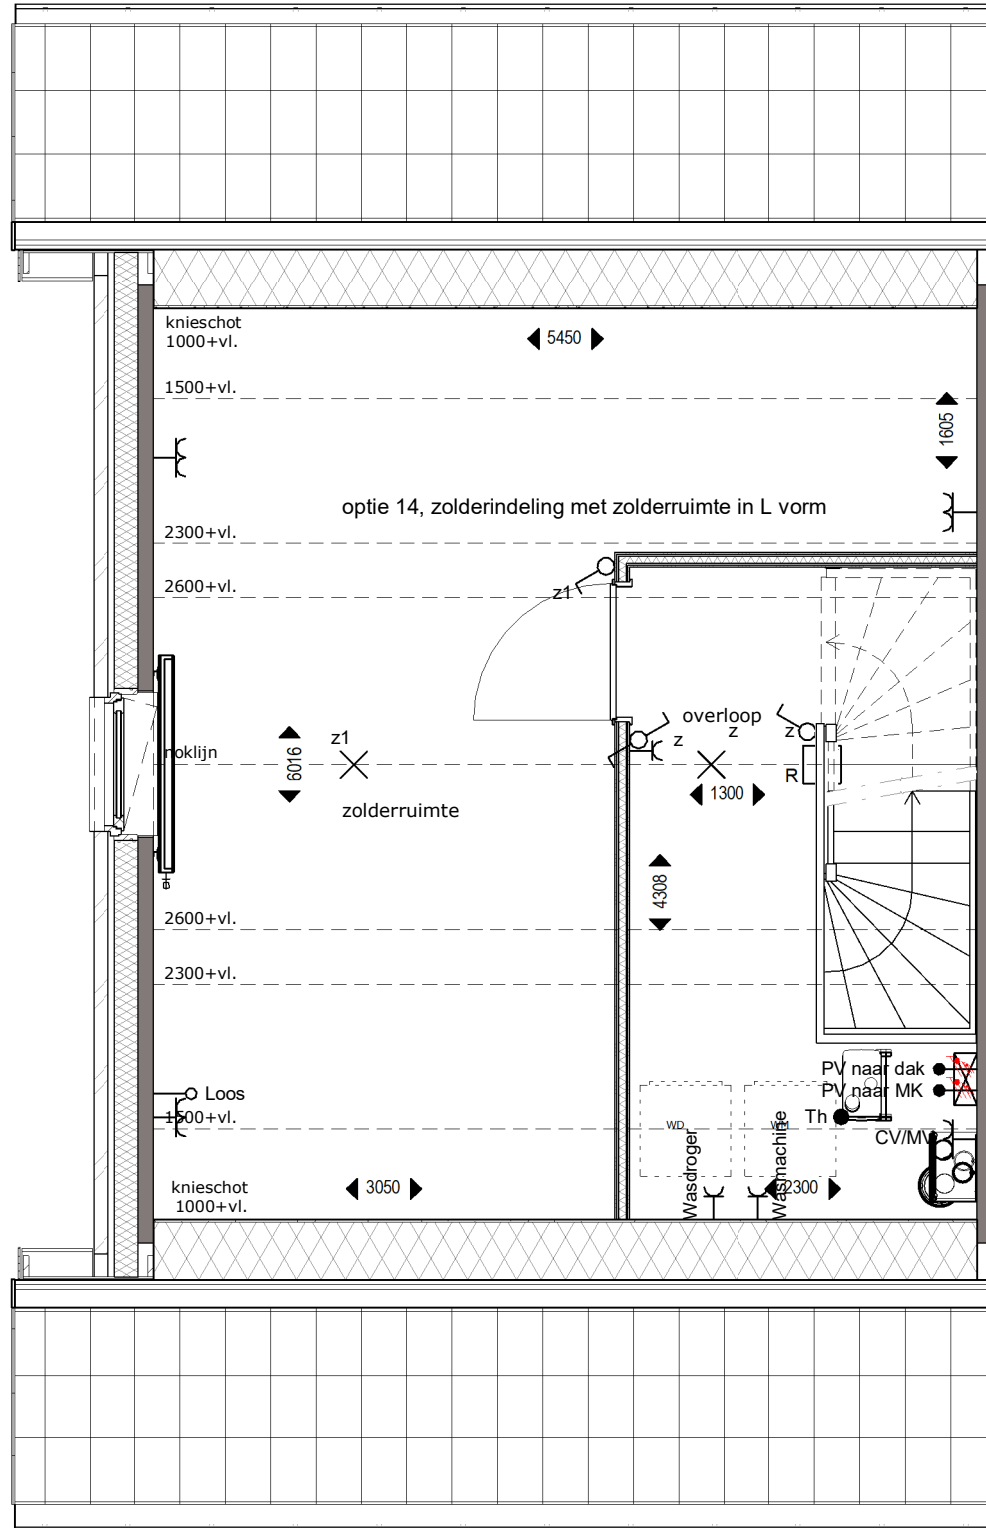 knieschot
1000+vl.
5450
1500+vl.
1605
optie 14, zolderindeling met zolderruimte in L vorm
2300+vl.
2600+vl.
z1
overloop
z1
z
z
z
noklijn
6016
R
1300
zolderruimte
4308
2600+vl.
2300+vl.
PV naar dak
Loos
PV naar MK
1500+vl.
Th
WD
WM
CV/MV
Wasdroger
Wasmachine
knieschot
1000+vl.
3050
2300